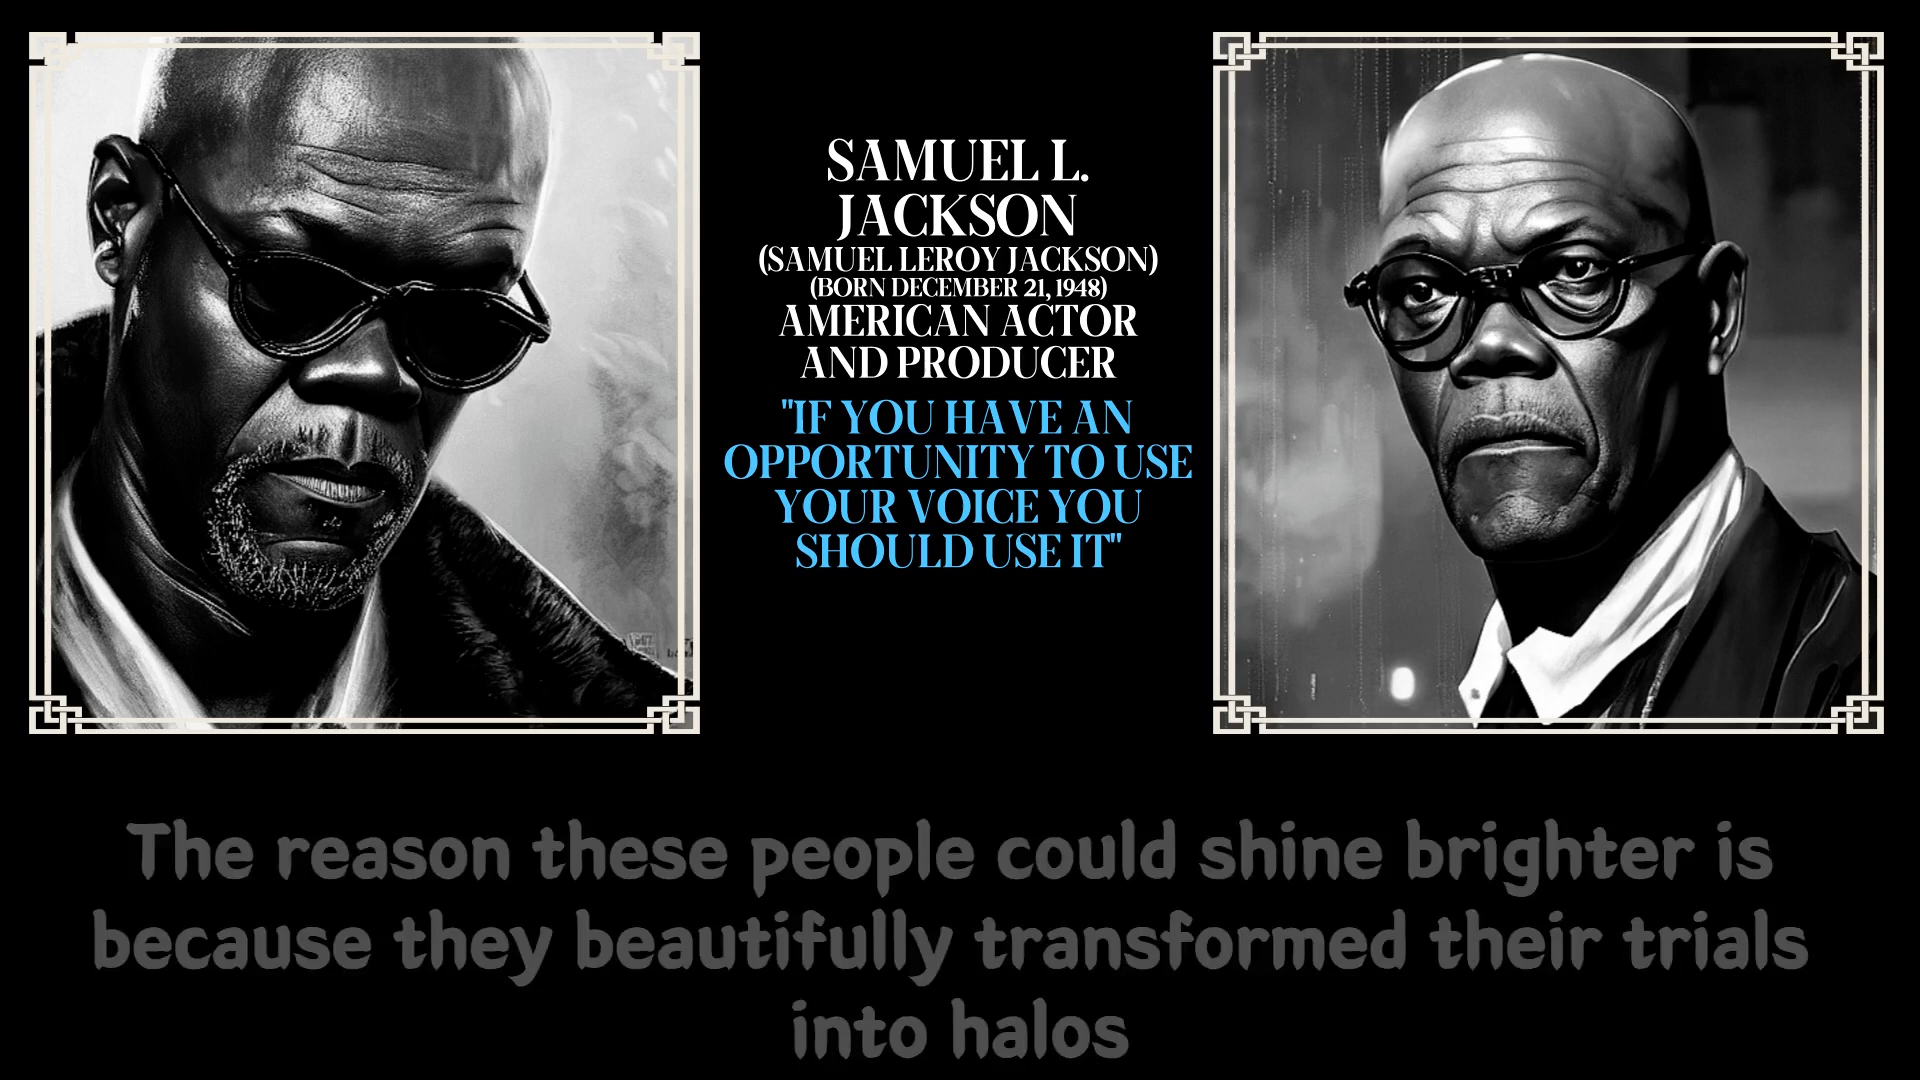 SAMUEL L.
JACKSON
(SAMUEL LEROY JACKSON)
(BORN DECEMBER 21, 1948)
AMERICAN ACTOR
AND PRODUCER
"IF YOU HAVE AN
OPPORTUNITY TO USE
YOUR VOICE YOU
SHOULD USE IT"
The reason these people could shine brighter is
because they beautifully transformed their trials
into halos